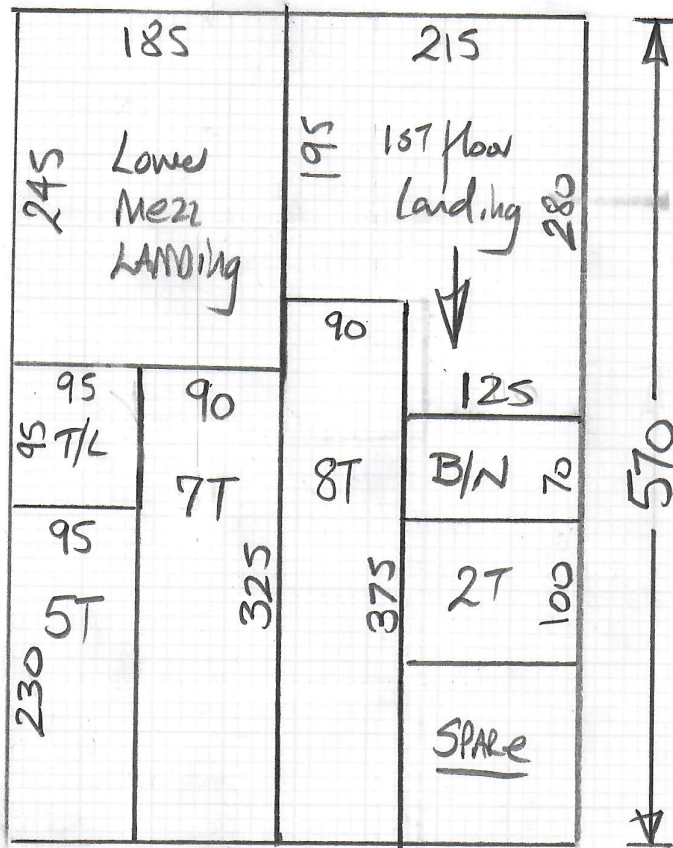 185
215
245
Lower
Mezz
LANDing
195
1ST floor
Landing
280
90
125
95
95
T/L
90
7T
8T
B/N
70
570
95
5T
230
325
375
2T
100
SPARe